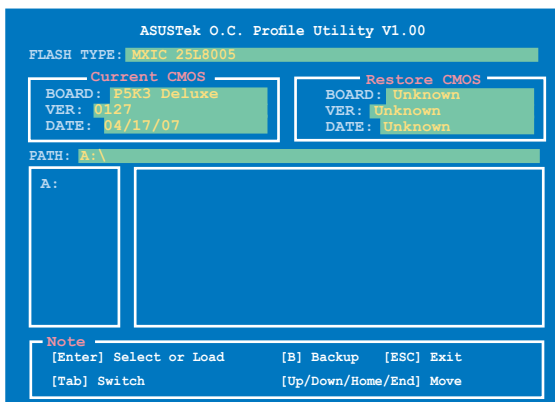 ASUSTek O.C. Profile Utility V1.00
FLASH TYPE: MXIC 25L8005
Current CMOS
BOARD: P5K3 Deluxe
VER: 0127
DATE: 04/17/07
Restore CMOS
BOARD: Unknown
VER: Unknown
DATE: Unknown
PATH: A:\
A:
Note
[Enter] Select or Load [B] Backup [ESC] Exit
[Tab] Switch [Up/Down/Home/End] Move